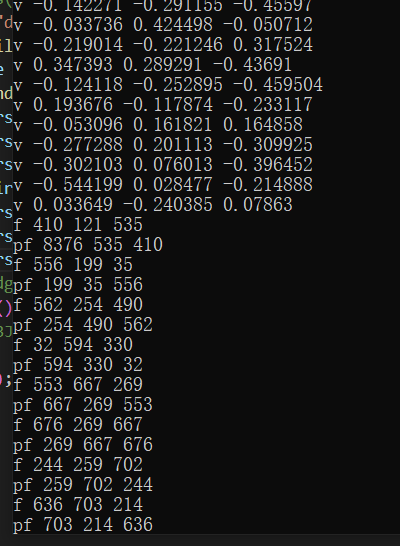 v -0.142271 -0.291155 -0.45597
v -0.033736 0.424498 -0.050712
v -0.219014 -0.221246 0.317524
v 0.347393 0.289291 -0.43691
v -0.124118 -0.252895 -0.459504
v 0.193676 -0.117874 -0.233117
v -0.053096 0.161821 0.164858
v -0.277288 0.201113 -0.309925
v -0.302103 0.076013 -0.396452
v -0.544199 0.028477 -0.214888
v 0.033649 -0.240385 0.07863
f 410 121 535
pf 8376 535 410
f 556 199 35
pf 199 35 556
f 562 254 490
pf 254 490 562
f 32 594 330
pf 594 330 32
f 553 667 269
pf 667 269 553
f 676 269 667
pf 269 667 676
f 244 259 702
pf 259 702 244
f 636 703 214
pf 703 214 636